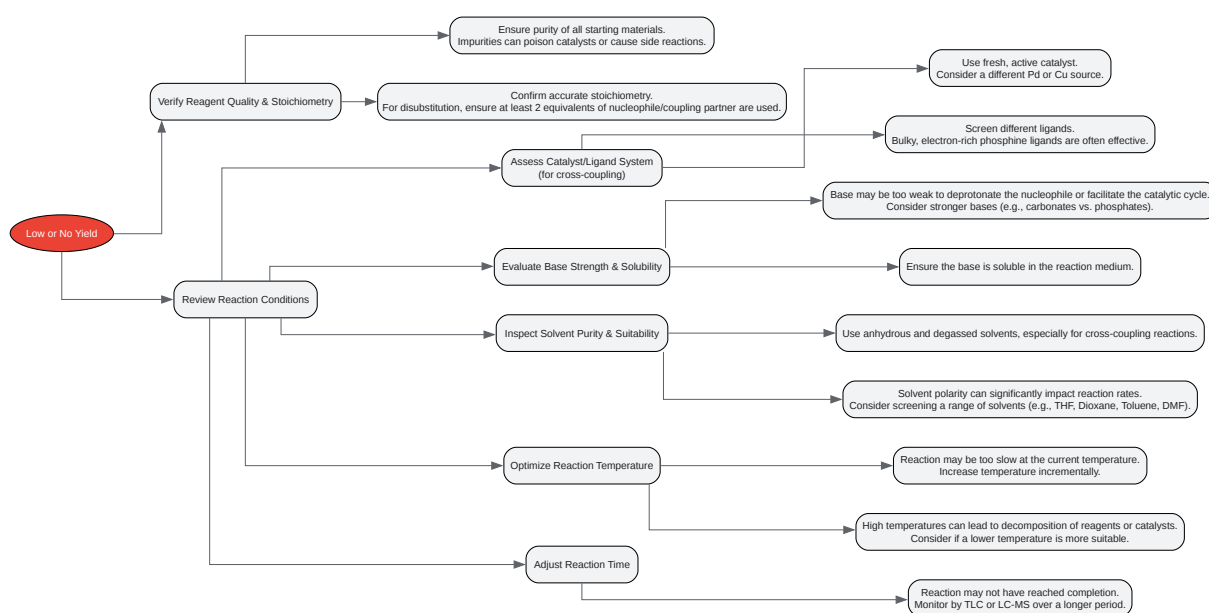 Ensure purity of all starting materials.
Impurities can poison catalysts or cause side reactions.
Use fresh, active catalyst.
Consider a different Pd or Cu source.
Verify Reagent Quality & Stoichiometry
Confirm accurate stoichiometry.
For disubstitution, ensure at least 2 equivalents of nucleophile/coupling partner are used.
Screen different ligands.
Bulky, electron-rich phosphine ligands are often effective.
Assess Catalyst/Ligand System
(for cross-coupling)
Base may be too weak to deprotonate the nucleophile or facilitate the catalytic cycle.
Consider stronger bases (e.g., carbonates vs. phosphates).
Low or No Yield
Evaluate Base Strength & Solubility
Ensure the base is soluble in the reaction medium.
Review Reaction Conditions
Inspect Solvent Purity & Suitability
Use anhydrous and degassed solvents, especially for cross-coupling reactions.
Solvent polarity can significantly impact reaction rates.
Consider screening a range of solvents (e.g., THF, Dioxane, Toluene, DMF).
Optimize Reaction Temperature
Reaction may be too slow at the current temperature.
Increase temperature incrementally.
High temperatures can lead to decomposition of reagents or catalysts.
Consider if a lower temperature is more suitable.
Adjust Reaction Time
Reaction may not have reached completion.
Monitor by TLC or LC-MS over a longer period.